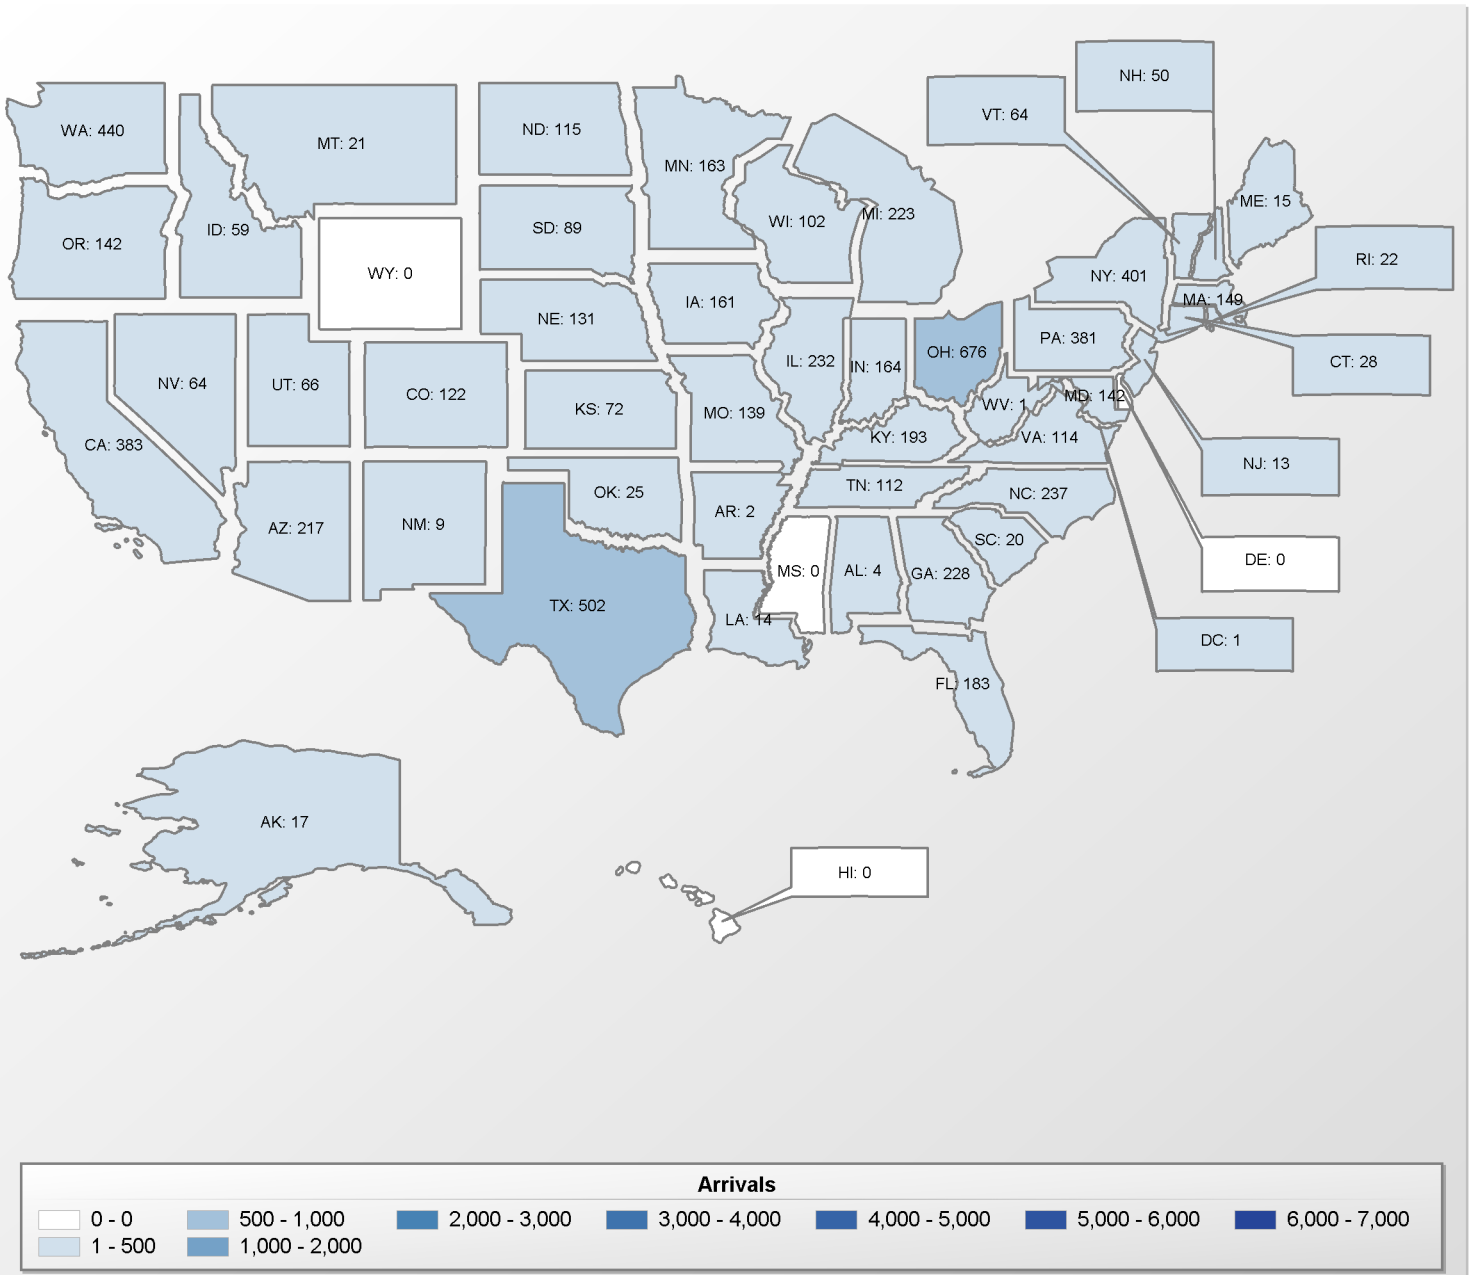 NH: 50
VT: 64
WA: 440
ND: 115
MT: 21
MN: 163
ME: 15
WI: 102
MI: 223
SD: 89
ID: 59
OR: 142
RI: 22
WY: 0
NY: 401
MA: 149
IA: 161
NE: 131
PA: 381
OH: 676
IL: 232
CT: 28
IN: 164
NV: 64
UT: 66
CO: 122
MD: 142
WV: 1
KS: 72
MO: 139
KY: 193
VA: 114
CA: 383
NJ: 13
TN: 112
OK: 25
NC: 237
AR: 2
AZ: 217
NM: 9
SC: 20
DE: 0
MS: 0
AL: 4
GA: 228
TX: 502
LA: 14
DC: 1
FL: 183
AK: 17
HI: 0
Arrivals
0 - 0
500 - 1,000
2,000 - 3,000
3,000 - 4,000
4,000 - 5,000
5,000 - 6,000
6,000 - 7,000
1 - 500
1,000 - 2,000